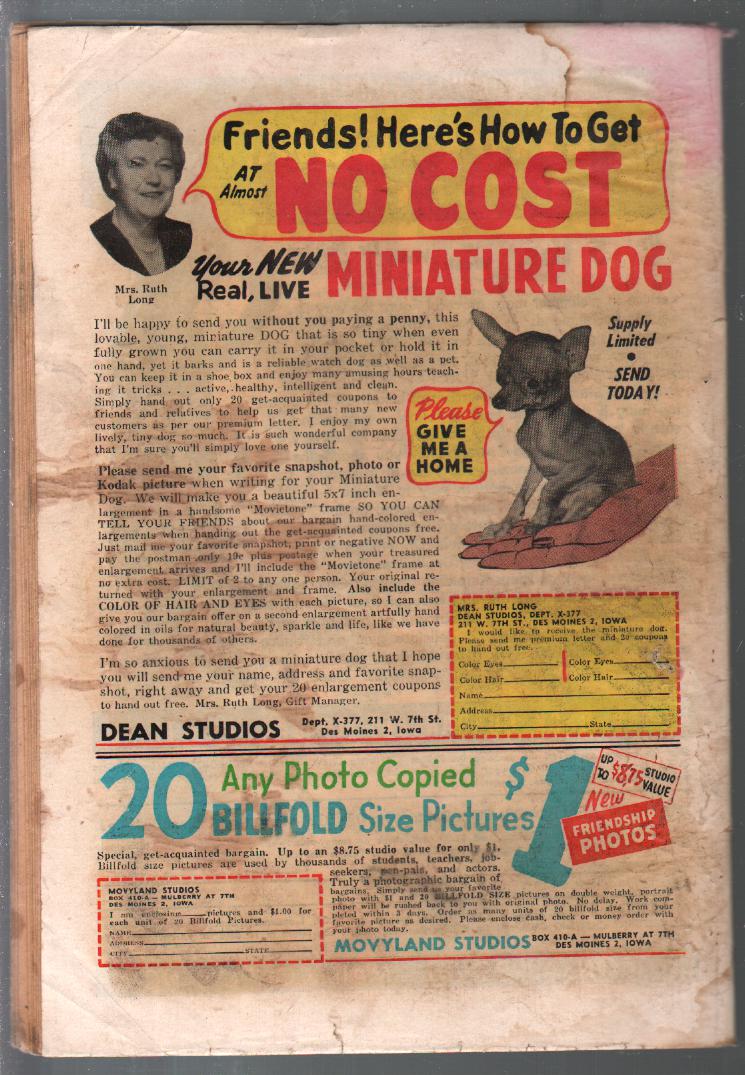 Friends! Here's How To Get
AT
Almost
NO COST
Mrs. Ruth
Long
Your NEW
Real, LIVE
MINIATURE DOG
I'll be happy to send you without you paying a penny, this
lovable, young, miniature DOG that is so tiny when even
fully grown you can carry it in your pocket or hold it in
one hand, yet it barks and is a reliable watch dog as well as a pet.
You can keep it in a shoe box and enjoy many amusing hours teach-
ing it tricks . . . active, healthy, intelligent and clean.
Simply hand out only 20 get-acquainted coupons to
friends and relatives to help us get that many new
customers as per our premium letter. I enjoy my own
lively, tiny dog so much. It is such wonderful company
that I'm sure you'll simply love one yourself.
Supply
Limited
•
SEND
TODAY!
Please
GIVE
ME A
HOME
Please send me your favorite snapshot, photo or
Kodak picture when writing for your Miniature
Dog. We will make you a beautiful 5x7 inch en-
largement in a handsome "Movietone" frame SO YOU CAN
TELL YOUR FRIENDS about our bargain hand-colored en-
largements when handing out the get-acquainted coupons free.
Just mail me your favorite snapshot, print or negative NOW and
pay the postman only 19c plus postage when your treasured
enlargement arrives and I'll include the "Movietone" frame at
no extra cost. LIMIT of 2 to any one person. Your original re-
turned with your enlargement and frame. Also include the
COLOR OF HAIR AND EYES with each picture, so I can also
give you our bargain on a second enlargement artfully hand
colored in oils for natural beauty, sparkle and life, like we have
done for thousands of others.
I'm so anxious to send you a miniature dog that I hope
you will send me your name, address and favorite snap-
shot, right away and get your 20 enlargement coupons
to hand out free. Mrs. Ruth Long, Gift Manager.
DEAN STUDIOS
Dept. X-377, 211 W. 7th St.
Des Moines 2, Iowa
MRS. RUTH LONG
DEAN STUDIOS, DEPT. X-377
211 W. 7TH ST., DES MOINES 2, IOWA
I would like to receive the miniature dog.
Please send me premium letter and 20 coupons
to hand out free.
Color Eyes Color Eyes
Color Hair Color Hair
Name
Address
City State
20 Any Photo Copied
BILLFOLD Size Pictures
$1
UP TO $8.75 STUDIO VALUE
New
FRIENDSHIP
PHOTOS
Special, get-acquainted bargain. Up to an $8.75 studio value for only $1.
Billfold size pictures are used by thousands of students, teachers, job-
seekers, pen-pals, and actors.
Truly a photographic bargain of
bargains. Simply send us your favorite
photo with $1 and 20 BILLFOLD SIZE pictures on double weight, portrait
paper will be rushed back to you with original photo. No delay. Work com-
pleted within 3 days. Order as many units of 20 billfold size from your
favorite picture as desired. Please enclose cash, check or money order with
your photo today.
MOVYLAND STUDIOS
BOX 410-A — MULBERRY AT 7TH
DES MOINES 2, IOWA
I am enclosing pictures and $1.00 for
each unit of 20 Billfold Pictures.
NAME
ADDRESS
CITY STATE
MOVYLAND STUDIOS
BOX 410-A — MULBERRY AT 7TH
DES MOINES 2, IOWA